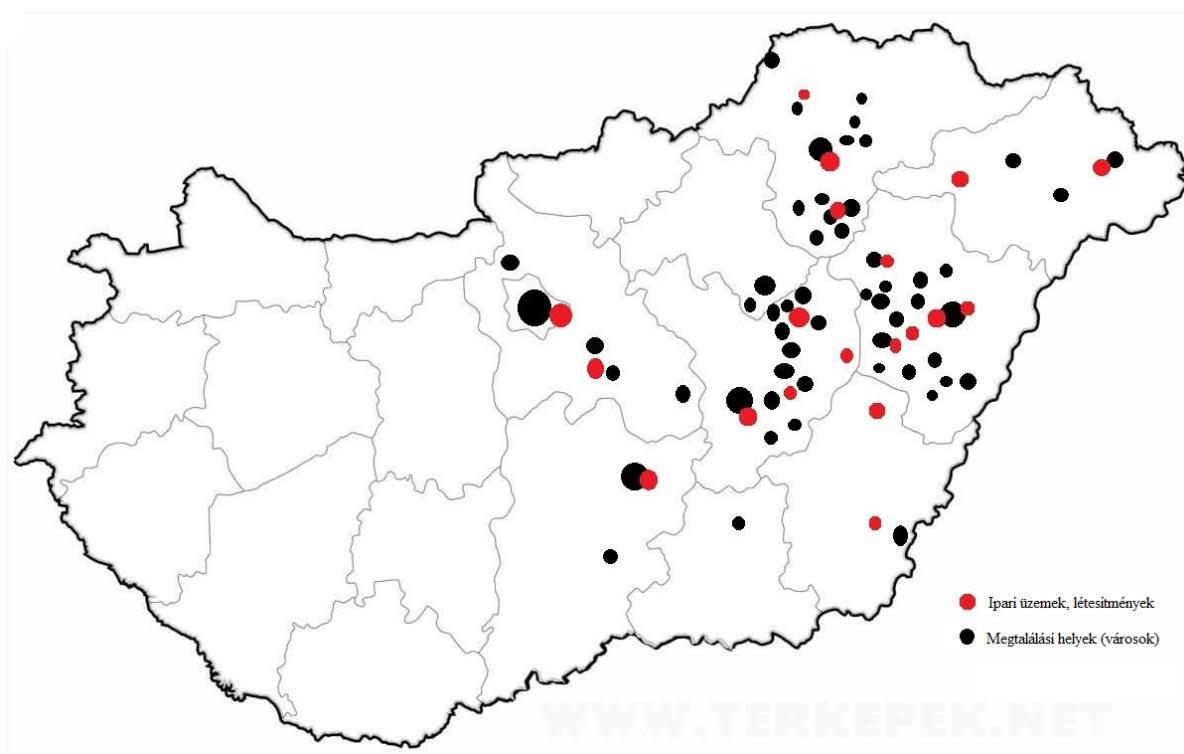 Ipari üzemek, létesítmények
Megtalálási helyek (városok)
WWW.TERKEPEK.NET